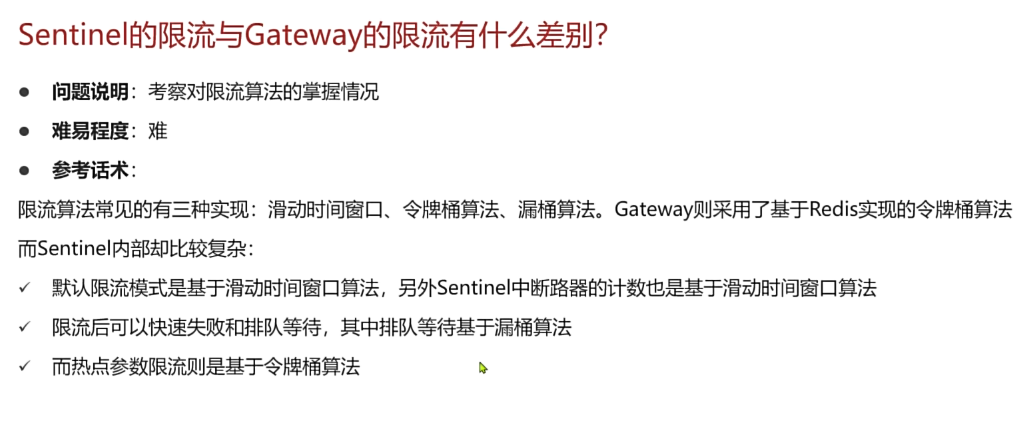 Sentinel的限流与Gateway的限流有什么差别？
● 问题说明：考察对限流算法的掌握情况
● 难易程度：难
● 参考话术：
限流算法常见的有三种实现：滑动时间窗口、令牌桶算法、漏桶算法。Gateway则采用了基于Redis实现的令牌桶算法
而Sentinel内部却比较复杂：
✓ 默认限流模式是基于滑动时间窗口算法，另外Sentinel中断路器的计数也是基于滑动时间窗口算法
✓ 限流后可以快速失败和排队等待，其中排队等待基于漏桶算法
✓ 而热点参数限流则是基于令牌桶算法